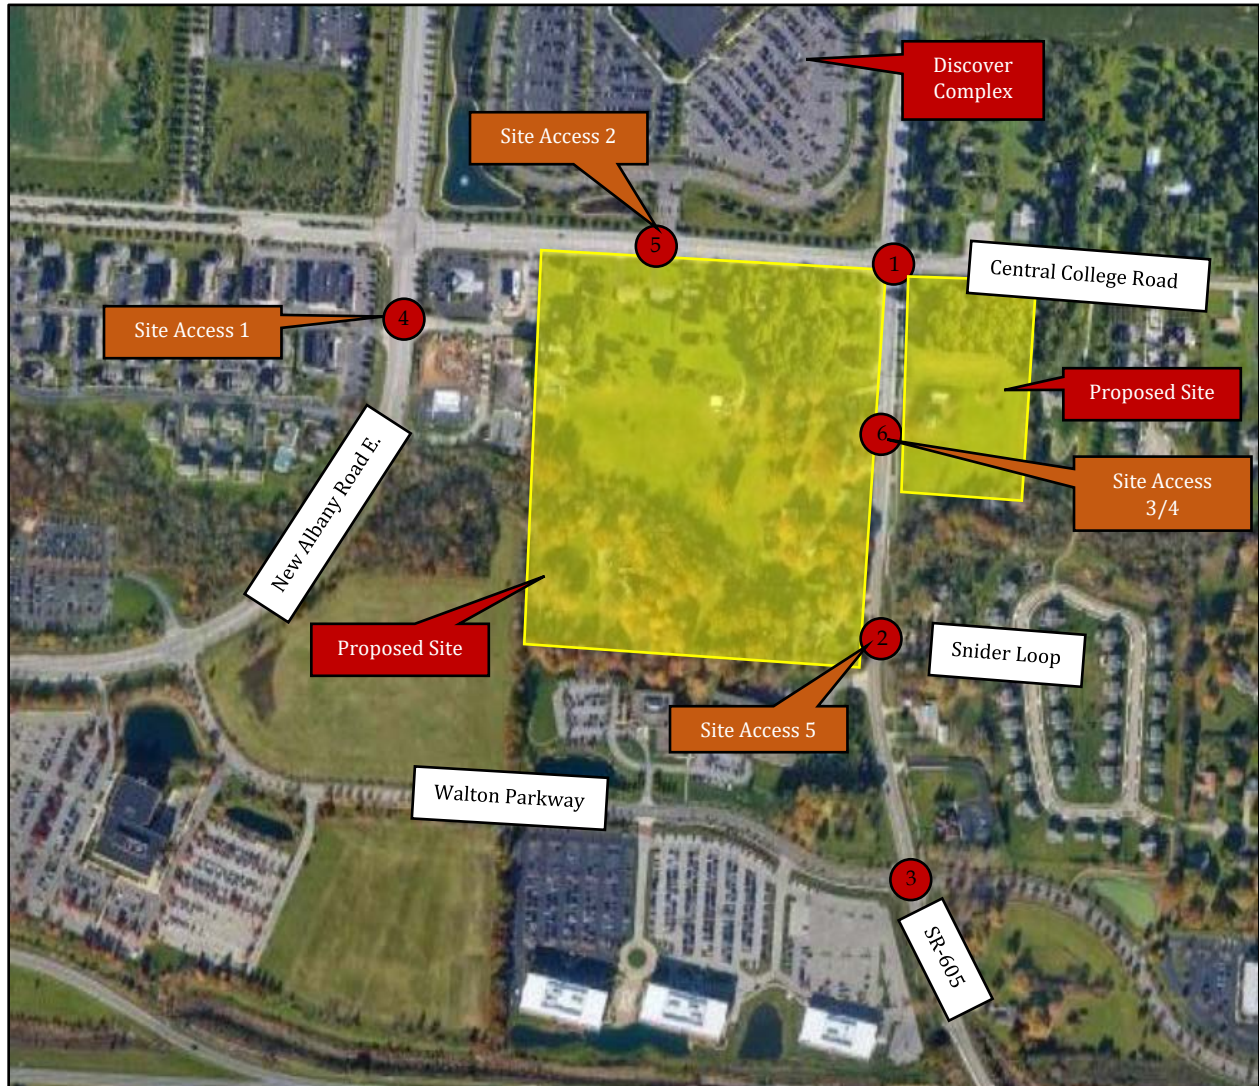 Discover
Complex
Site Access 2
5
1
Central College Road
Site Access 1
4
Proposed Site
6
Site Access
3/4
New Albany Road E.
Proposed Site
2
Snider Loop
Site Access 5
Walton Parkway
3
SR-605